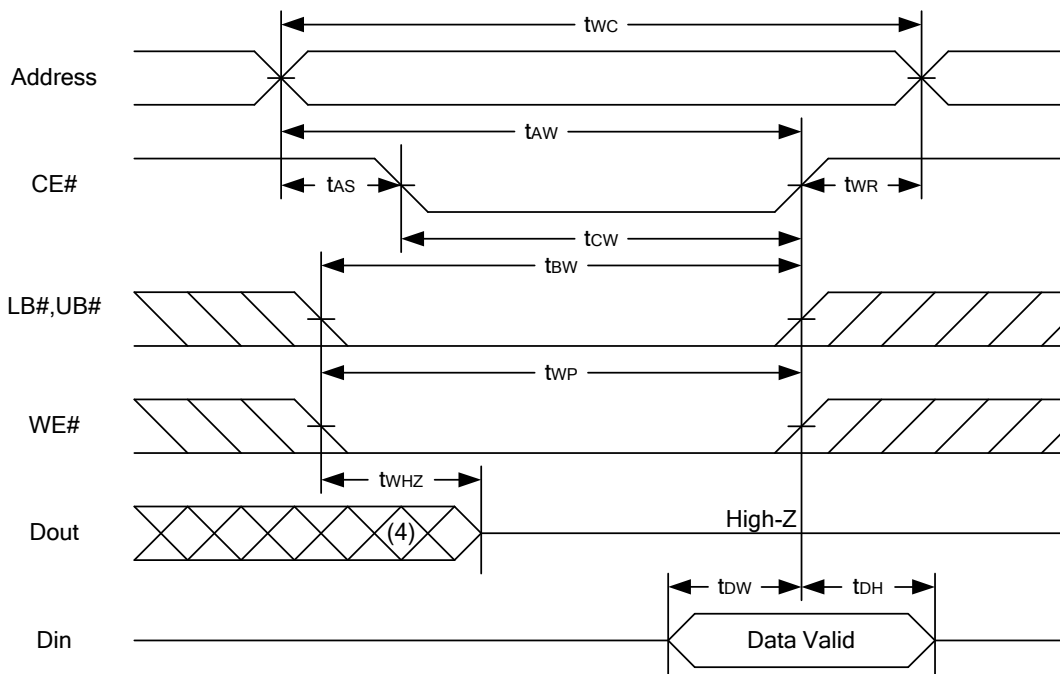 tWC
Address
tAW
CE#
tAS
tWR
tCW
tBW
LB#,UB#
tWP
WE#
tWHZ
Dout
(4)
High-Z
tDW
tDH
Din
Data Valid